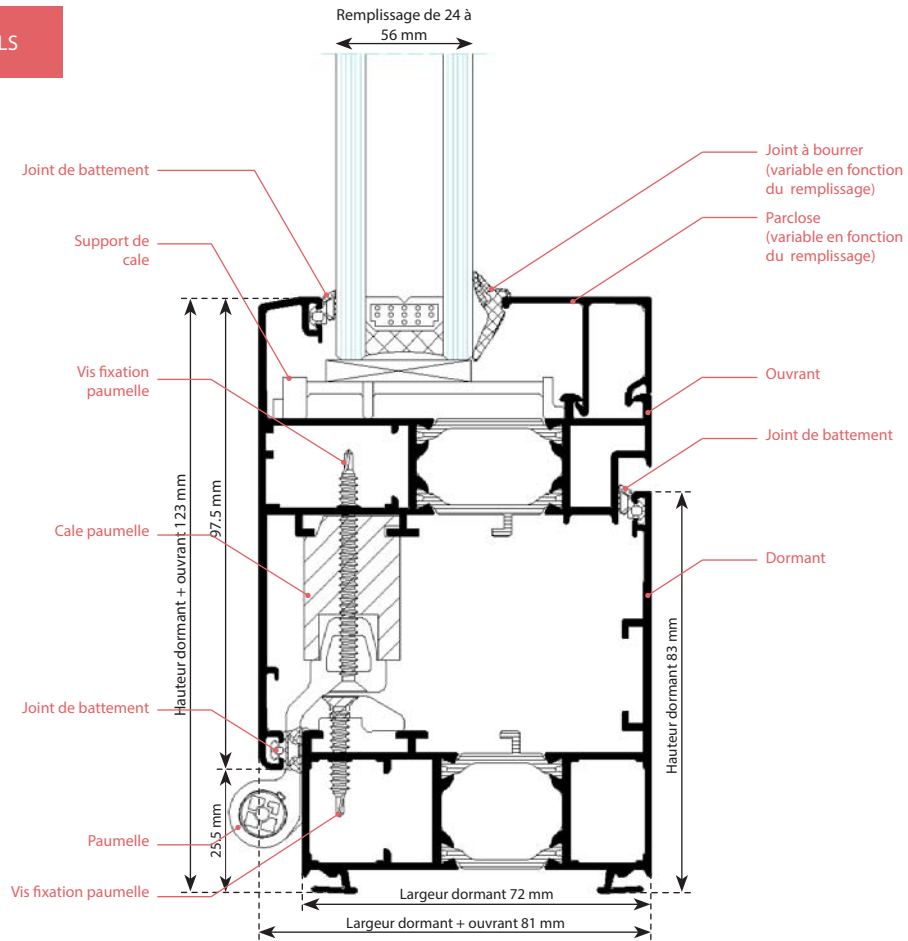 LS
Remplissage de 24 à
56 mm
Joint de battement
Joint à bourrer
(variable en fonction
du remplissage)
Support de
cale
Parclose
(variable en fonction
du remplissage)
Vis fixation
paumelle
Ouvrant
Joint de battement
Cale paumelle
Dormant
Hauteur dormant + ouvrant 123 mm
97.5 mm
Hauteur dormant 83 mm
Joint de battement
25.5 mm
Paumelle
Vis fixation paumelle
Largeur dormant 72 mm
Largeur dormant + ouvrant 81 mm